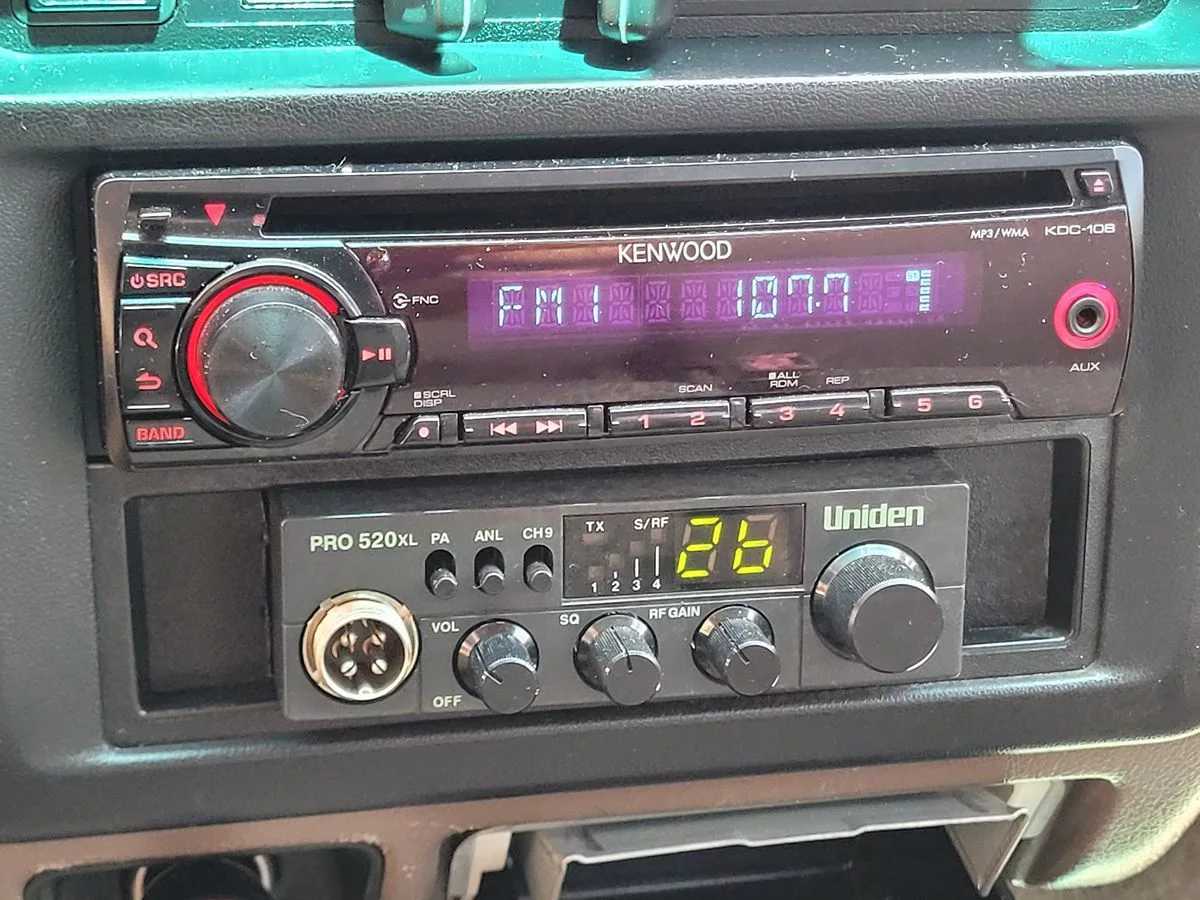 MP3/WMA KDC-108
KENWOOD
SRC
FNC
FM1 107.7
AUX
SCRL
DISP
SCAN
ALL
RDM
REP
1 2 3 4 5 6
BAND
PRO 520XL
PA ANL CH9
TX S/RF
1 2 3 4
26
Uniden
VOL
OFF
SQ
RF GAIN